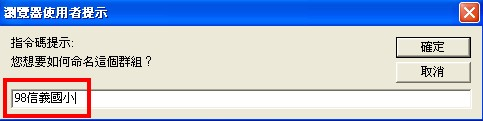 瀏覽器使用者提示
指令碼提示:
您想要如何命名這個群組？
確定
取消
98信義國小